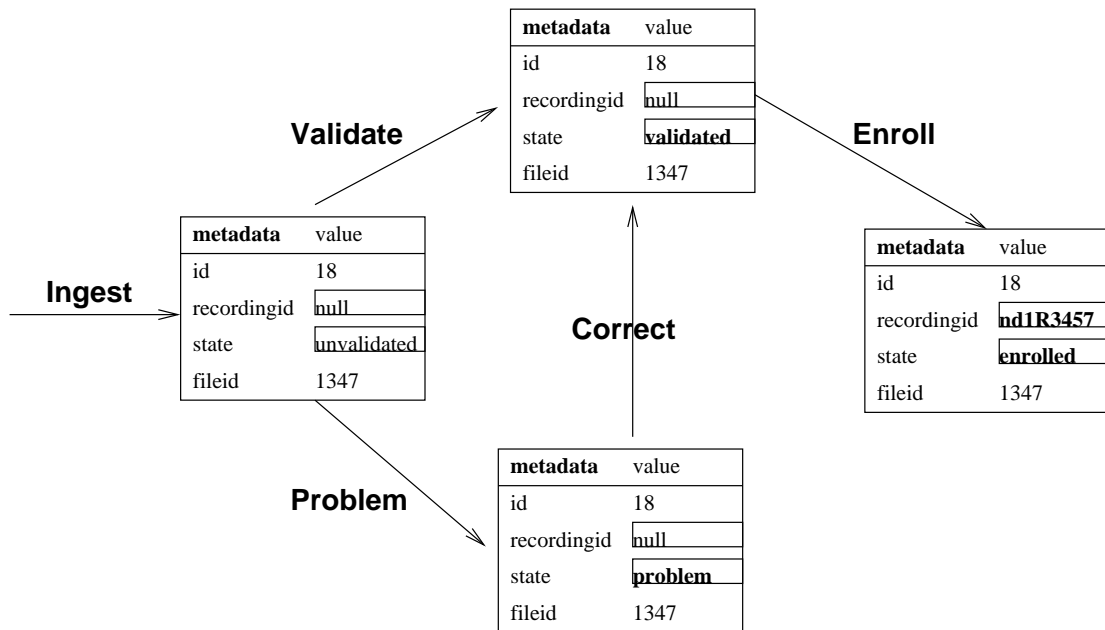 metadata value
id 18
recordingid null
state validated
fileid 1347
Validate
Enroll
metadata value
id 18
recordingid null
state unvalidated
fileid 1347
Ingest
metadata value
id 18
recordingid nd1R3457
state enrolled
fileid 1347
Correct
Problem
metadata value
id 18
recordingid null
state problem
fileid 1347